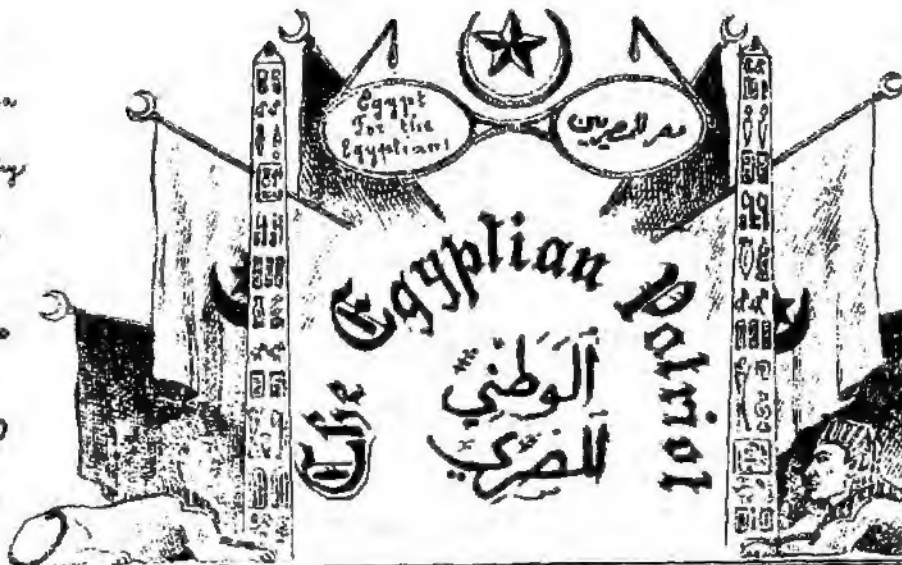 Egypt
For the
Egyptians
مصر للمصريين
The Egyptian Patriot
الوطني
المصري